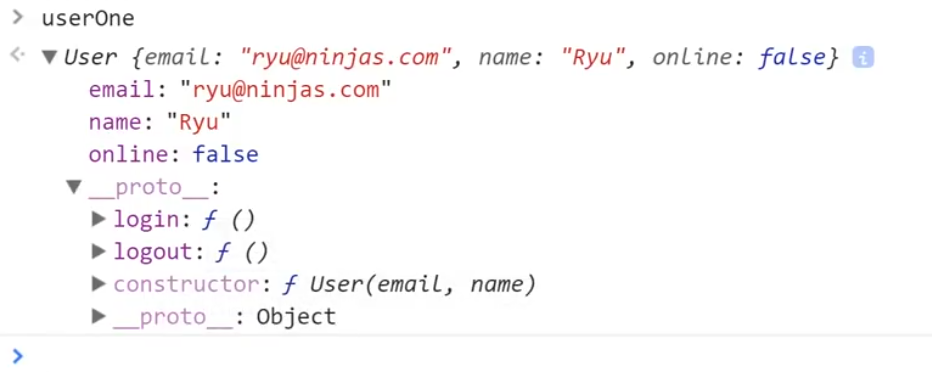 > userOne
<· ▼ User {email: "ryu@ninjas.com", name: "Ryu", online: false} i
email: "ryu@ninjas.com"
name: "Ryu"
online: false
▼ __proto__:
▶ login: ƒ ()
▶ logout: ƒ ()
▶ constructor: ƒ User(email, name)
▶ __proto__: Object
>